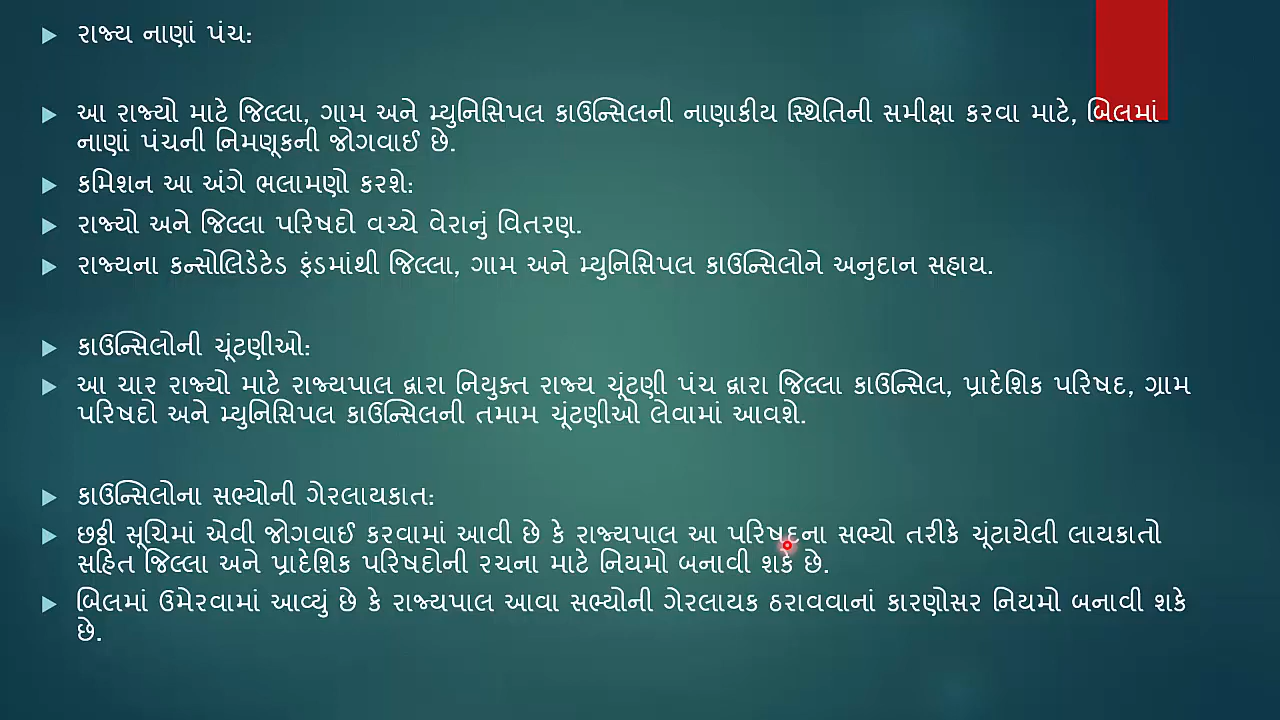 રાજ્ય નાણાં પંચ:
આ રાજ્યો માટે જિલ્લા, ગામ અને મ્યુનિસિપલ કાઉન્સિલની નાણાકીય સ્થિતિની સમીક્ષા કરવા માટે, બિલમાં
નાણાં પંચની નિમણૂકની જોગવાઈ છે.
કમિશન આ અંગે ભલામણો કરશે:
રાજ્યો અને જિલ્લા પરિષદો વચ્ચે વેરાનું વિતરણ.
રાજ્યના કન્સોલિડેટેડ ફંડમાંથી જિલ્લા, ગામ અને મ્યુનિસિપલ કાઉન્સિલોને અનુદાન સહાય.
કાઉન્સિલોની ચૂંટણીઓ:
આ ચાર રાજ્યો માટે રાજ્યપાલ દ્વારા નિયુક્ત રાજ્ય ચૂંટણી પંચ દ્વારા જિલ્લા કાઉન્સિલ, પ્રાદેશિક પરિષદ, ગ્રામ
પરિષદો અને મ્યુનિસિપલ કાઉન્સિલની તમામ ચૂંટણીઓ લેવામાં આવશે.
કાઉન્સિલોના સભ્યોની ગેરલાયકાત:
છઠ્ઠી સૂચિમાં એવી જોગવાઈ કરવામાં આવી છે કે રાજ્યપાલ આ પરિષદના સભ્યો તરીકે ચૂંટાયેલી લાયકાતો
સહિત જિલ્લા અને પ્રાદેશિક પરિષદોની રચના માટે નિયમો બનાવી શકે છે.
બિલમાં ઉમેરવામાં આવ્યું છે કે રાજ્યપાલ આવા સભ્યોની ગેરલાયક ઠરાવવાનાં કારણોસર નિયમો બનાવી શકે
છે.